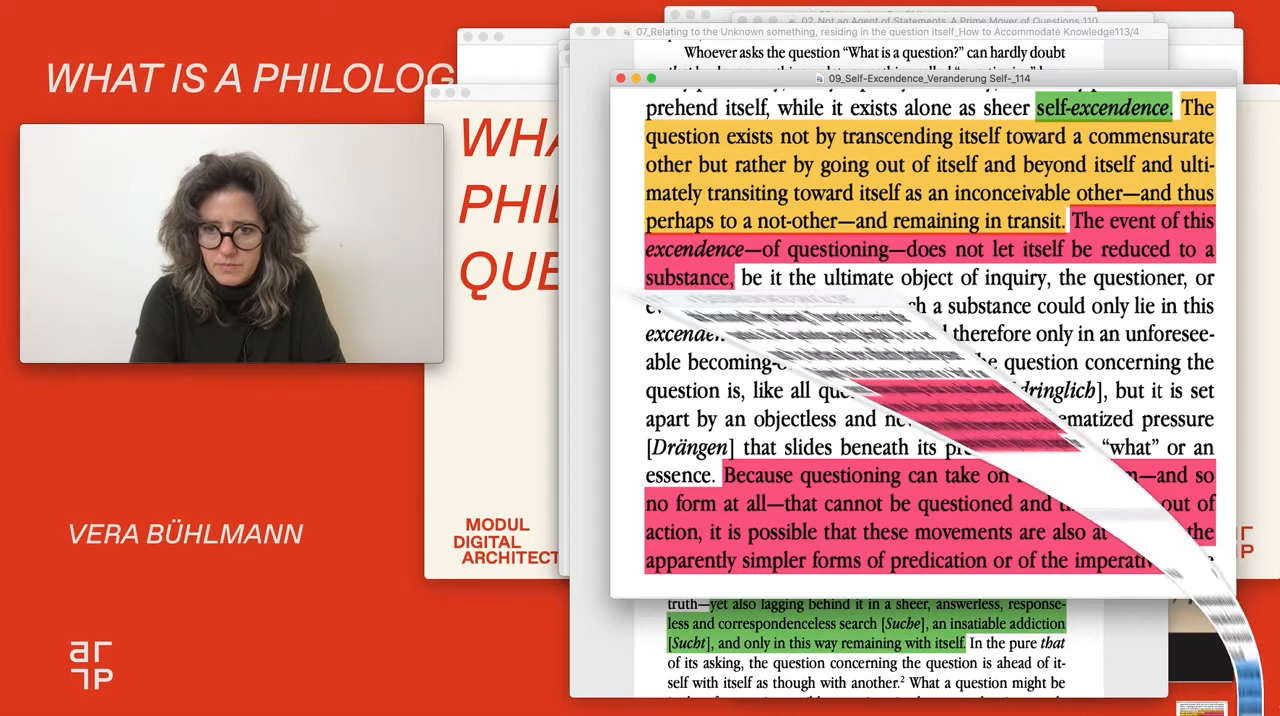 WHAT IS A PHILOLOG
VERA BÜHLMANN
ar
P
WHA
PHIL
QUE
MODUL
DIGITAL
ARCHITECT
02_Not an Agent of Statements_A Prime Mover of Questions_110
07_Relating to the Unknown something, residing in the question itself_How to Accommodate Knowledge113/4
Whoever asks the question “What is a question?” can hardly doubt
09_Self-Excendence_Veranderung Self-_114
prehend itself, while it exists alone as sheer self-excendence. The
question exists not by transcending itself toward a commensurate
other but rather by going out of itself and beyond itself and ulti-
mately transiting toward itself as an inconceivable other—and thus
perhaps to a not-other—and remaining in transit. The event of this
excendence—of questioning—does not let itself be reduced to a
substance, be it the ultimate object of inquiry, the questioner, or
ch a substance could only lie in this
therefore only in an unforesee-
able becoming- question concerning the
question is, like all dringlich], but it is set
apart by an objectless and ematized pressure
[Drängen] that slides beneath its “what” or an
essence. Because questioning can take on —and so
no form at all—that cannot be questioned and out of
action, it is possible that these movements are also at the
apparently simpler forms of predication or of the imperati
truth—yet also lagging behind it in a sheer, answerless, response-
less and correspondenceless search [Suche], an insatiable addiction
[Sucht], and only in this way remaining with itself. In the pure that
of its asking, the question concerning the question is ahead of it-
self with itself as though with another.2 What a question might be